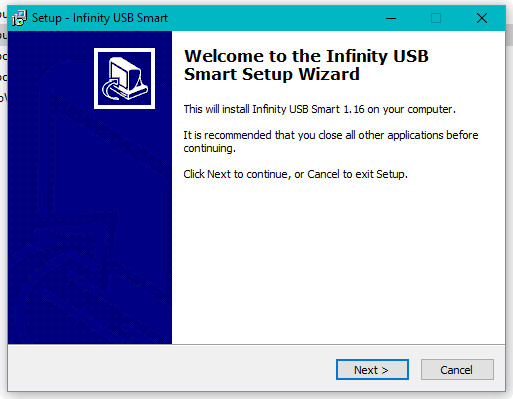 Setup - Infinity USB Smart
Welcome to the Infinity USB
Smart Setup Wizard
This will install Infinity USB Smart 1.16 on your computer.
It is recommended that you close all other applications before
continuing.
Click Next to continue, or Cancel to exit Setup.
Next >
Cancel